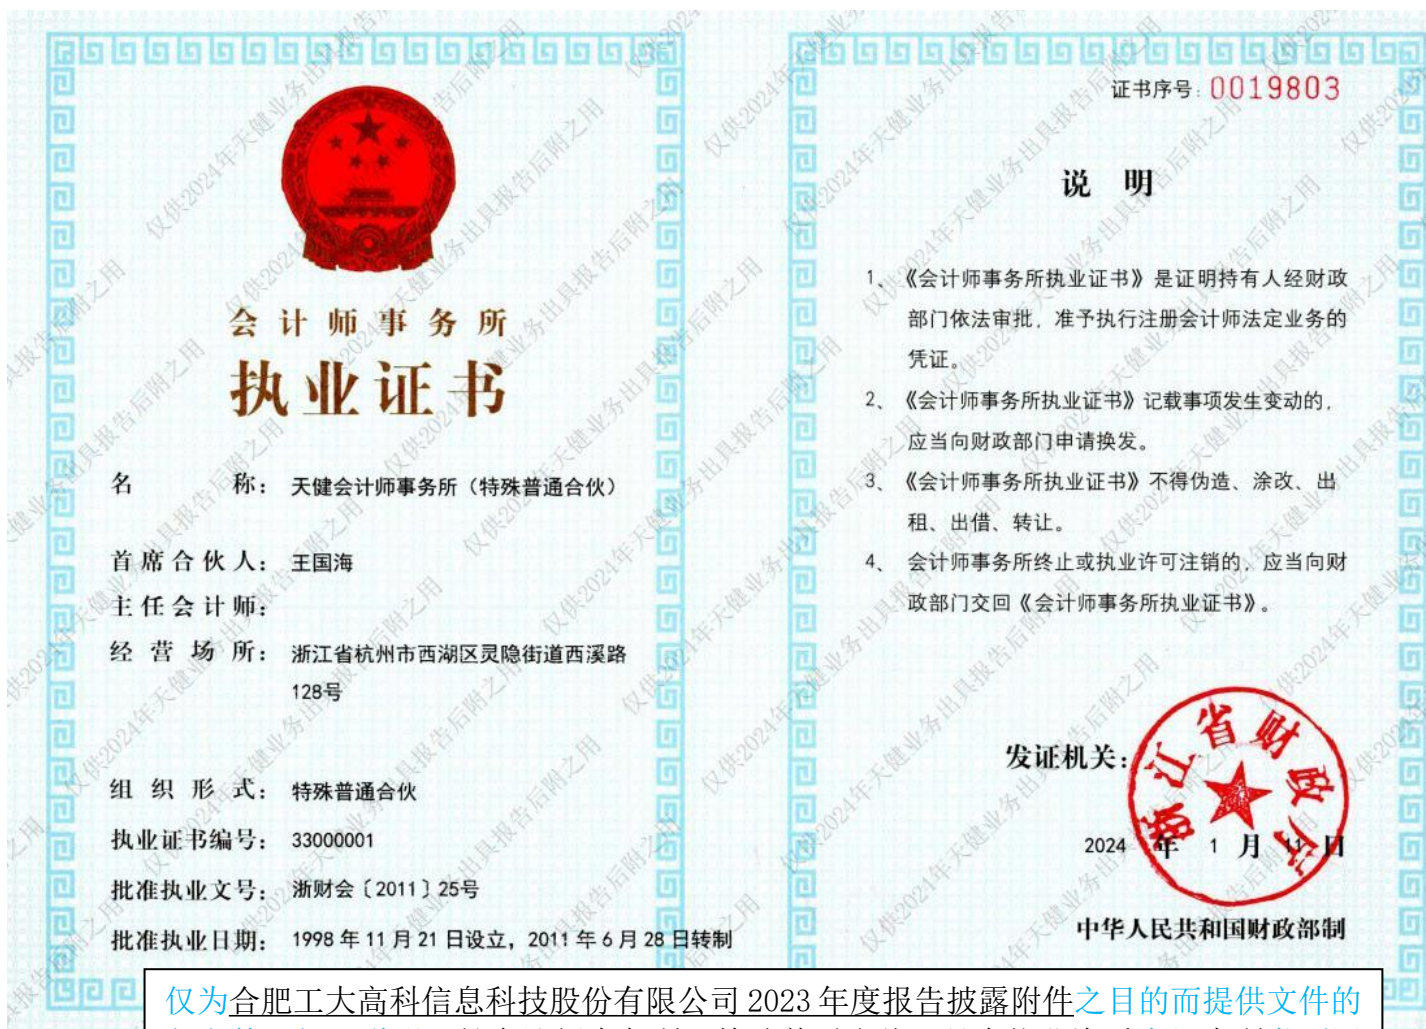 会计师事务所
执业证书
名称：天健会计师事务所（特殊普通合伙）
首席合伙人：王国海
主任会计师：
经营场所：浙江省杭州市西湖区灵隐街道西溪路
128号
组织形式：特殊普通合伙
执业证书编号：33000001
批准执业文号：浙财会〔2011〕25号
批准执业日期：1998年11月21日设立，2011年6月28日转制
证书序号：0019803
说明
1、《会计师事务所执业证书》是证明持有人经财政
部门依法审批，准予执行注册会计师法定业务的
凭证。
2、《会计师事务所执业证书》记载事项发生变动的，
应当向财政部门申请换发。
3、《会计师事务所执业证书》不得伪造、涂改、出
租、出借、转让。
4、会计师事务所终止或执业许可注销的，应当向财
政部门交回《会计师事务所执业证书》。
发证机关：
浙江省财政厅
2024年1月11日
中华人民共和国财政部制
仅为合肥工大高科信息科技股份有限公司2023年度报告披露附件之目的而提供文件的
仅供2024年天健业务出具报告后附之用